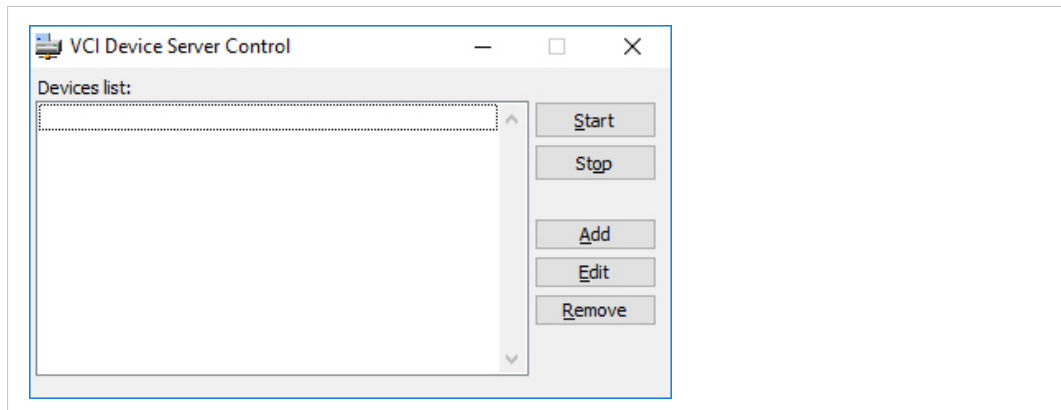 VCI Device Server Control
Devices list:
Start
Stop
Add
Edit
Remove